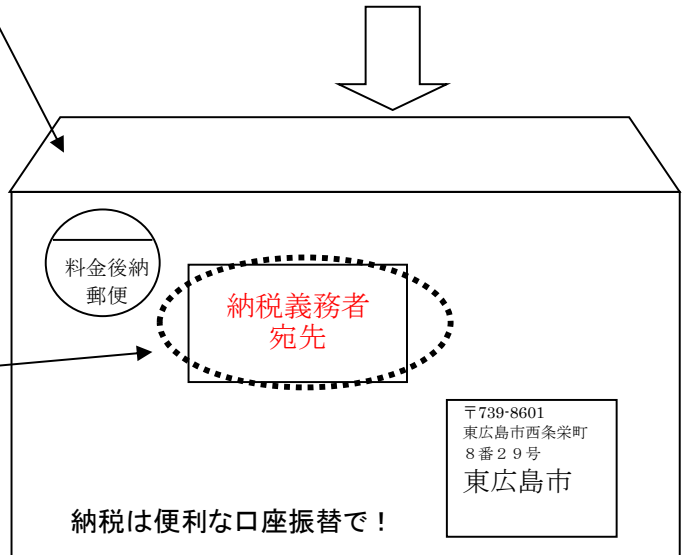 料金後納
郵便
納税義務者
宛先
〒739-8601
東広島市西条栄町
８番２９号
東広島市
納税は便利な口座振替で！